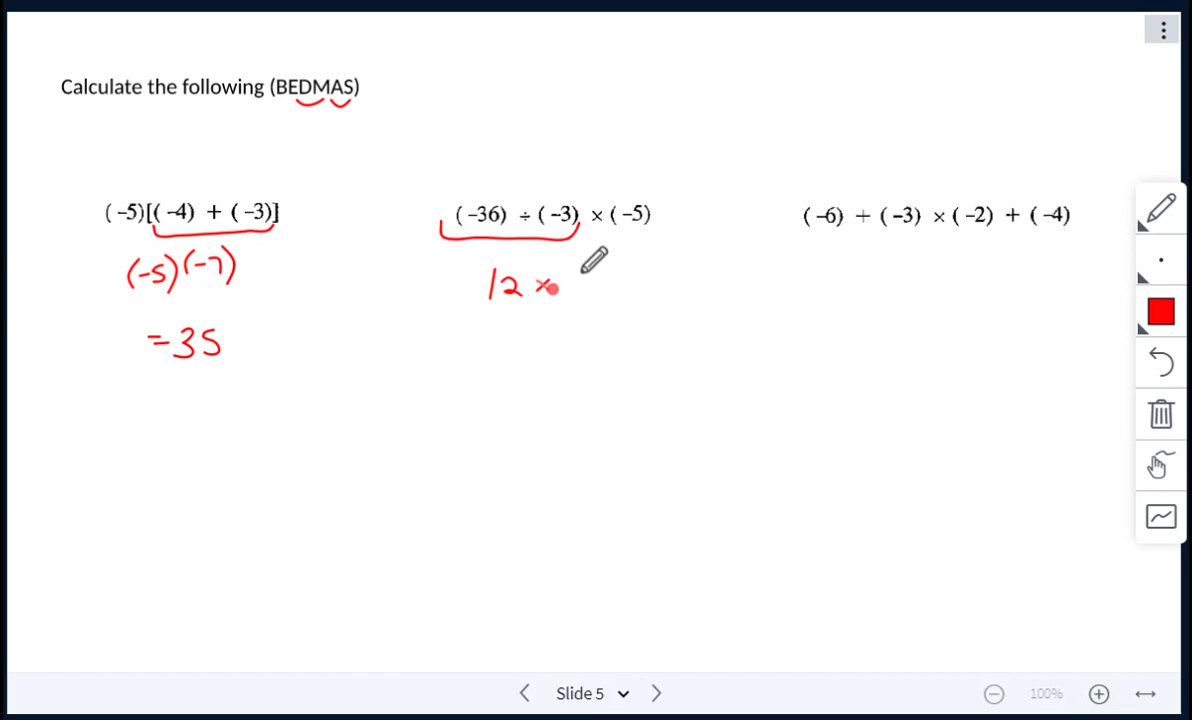 Calculate the following (BEDMAS)
(-5)[(-4) + (-3)]
(-5)(-7)
=35
(-36) ÷ (-3) × (-5)
12 ×
(-6) + (-3) × (-2) + (-4)
Slide 5
100%